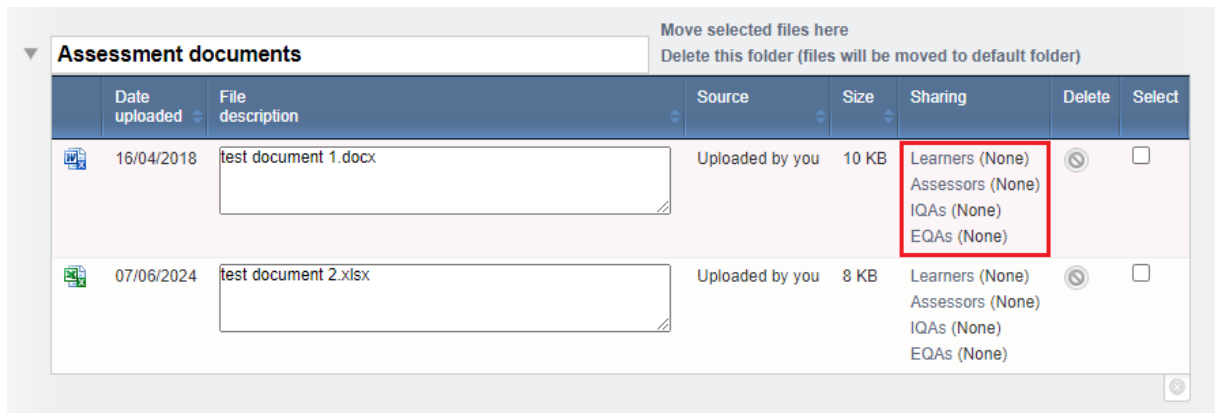 Move selected files here
Assessment documents
Delete this folder (files will be moved to default folder)
Date uploaded File description Source Size Sharing Delete Select
16/04/2018 test document 1.docx Uploaded by you 10 KB Learners (None)
Assessors (None)
IQAs (None)
EQAs (None)
07/06/2024 test document 2.xlsx Uploaded by you 8 KB Learners (None)
Assessors (None)
IQAs (None)
EQAs (None)